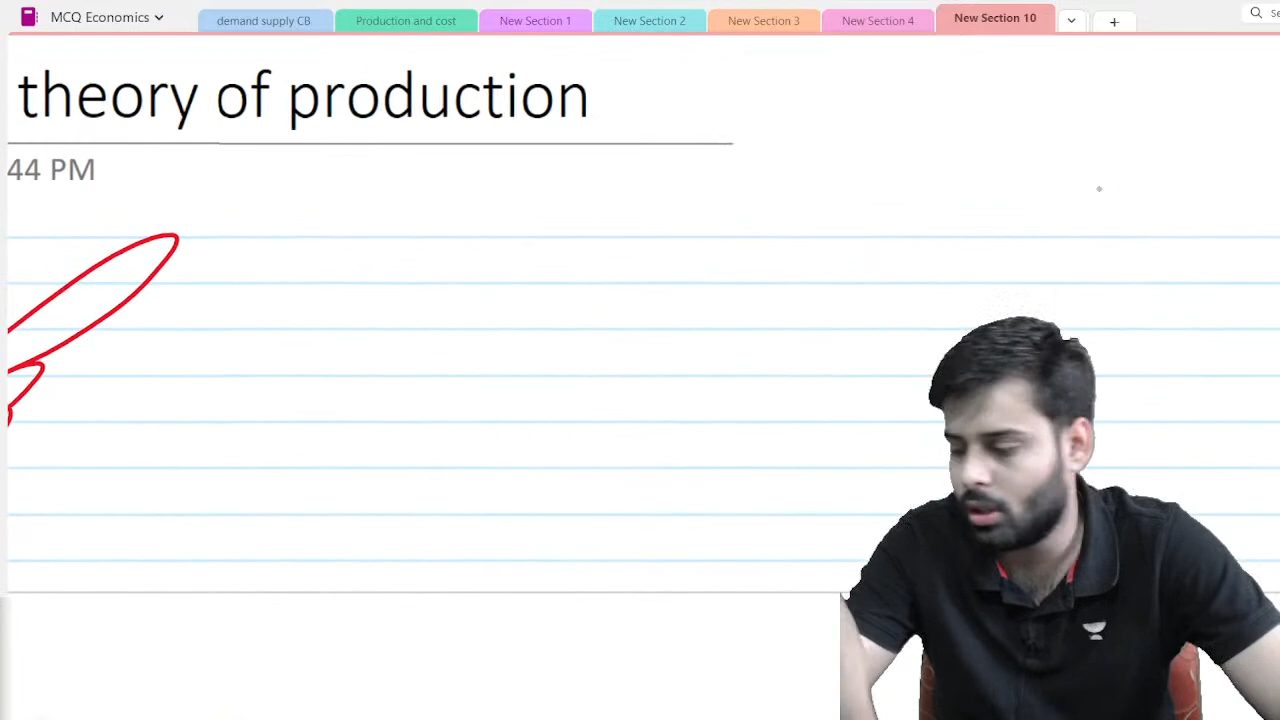 MCQ Economics
demand supply CB
Production and cost
New Section 1
New Section 2
New Section 3
New Section 4
New Section 10
+
theory of production
44 PM